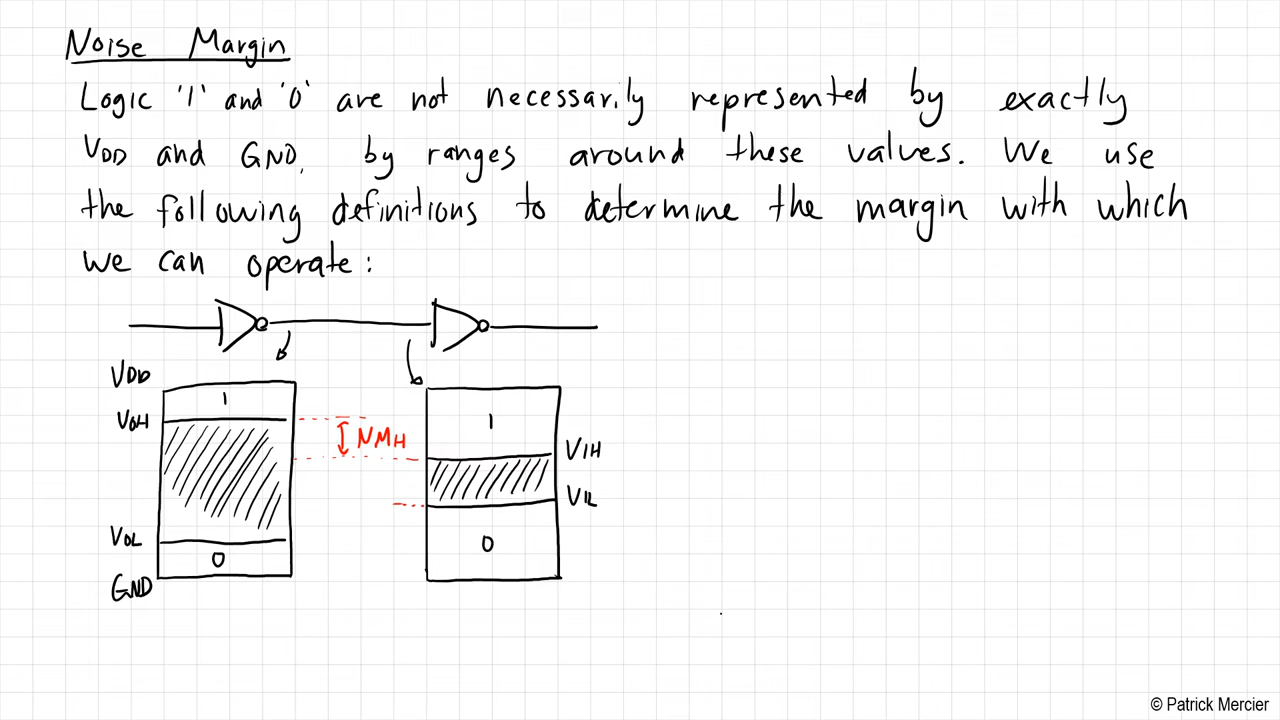 Noise Margin
Logic '1' and '0' are not necessarily represented by exactly
VDD and GND, by ranges around these values. We use
the following definitions to determine the margin with which
we can operate:
VDD
1
VOH
NMH
1
VIH
VIL
VOL
0
0
GND
© Patrick Mercier